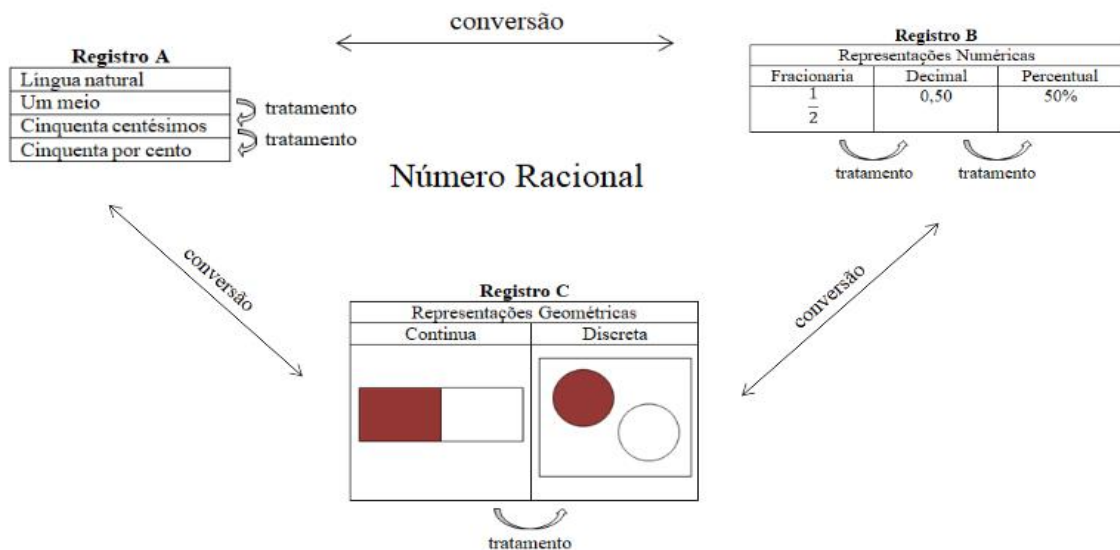 conversão
Registro A
Língua natural
Um meio
Cinquenta centésimos
Cinquenta por cento
tratamento
tratamento
Registro B
Representações Numéricas
Fracionaria Decimal Percentual
1/2 0,50 50%
tratamento tratamento
Número Racional
conversão
conversão
Registro C
Representações Geométricas
Continua Discreta
tratamento